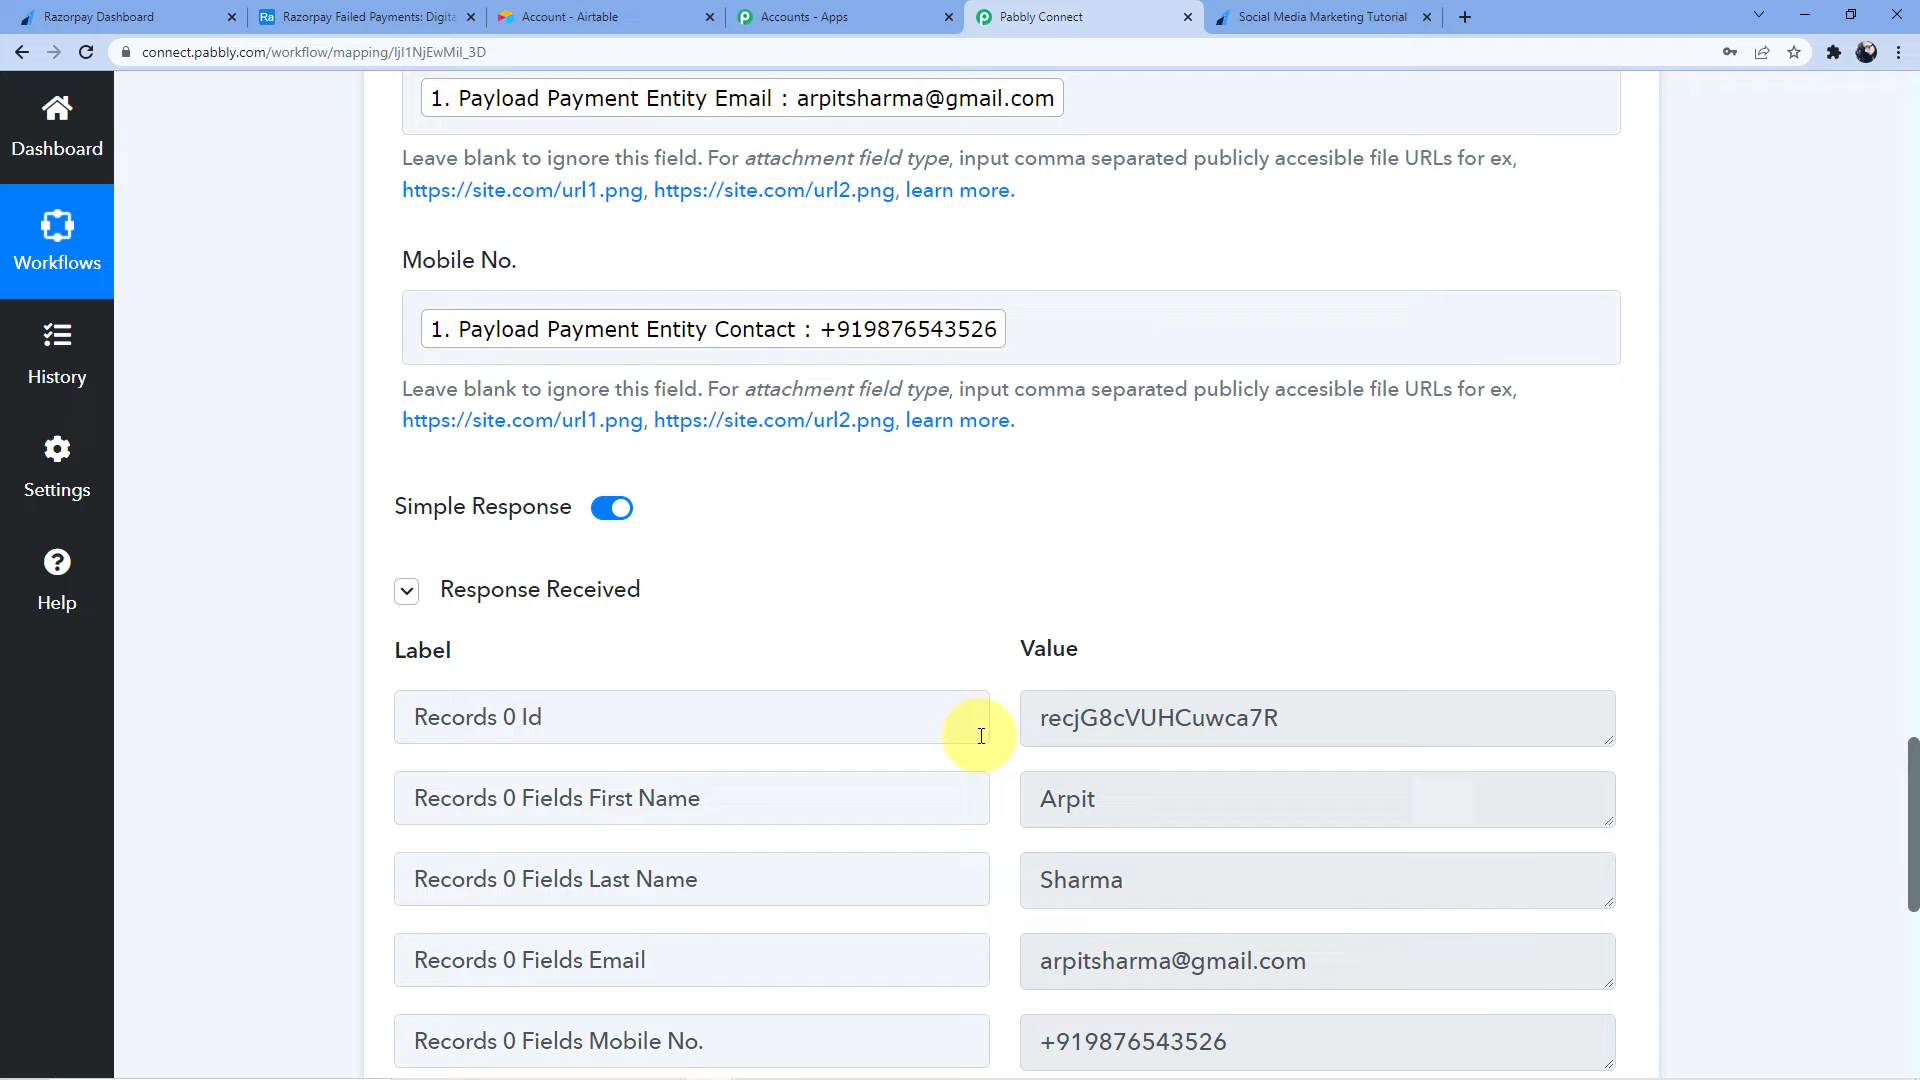 Razorpay Dashboard
Razorpay Failed Payments: Digita
Account - Airtable
Accounts - Apps
Pabbly Connect
Social Media Marketing Tutorial
connect.pabbly.com/workflow/mapping/IjI1NjEwMiI_3D
Dashboard
Workflows
History
Settings
Help
1. Payload Payment Entity Email : arpitsharma@gmail.com
Leave blank to ignore this field. For attachment field type, input comma separated publicly accesible file URLs for ex,
https://site.com/url1.png, https://site.com/url2.png, learn more.
Mobile No.
1. Payload Payment Entity Contact : +919876543526
Leave blank to ignore this field. For attachment field type, input comma separated publicly accesible file URLs for ex,
https://site.com/url1.png, https://site.com/url2.png, learn more.
Simple Response
Response Received
Label
Value
Records 0 Id
recjG8cVUHCuwca7R
Records 0 Fields First Name
Arpit
Records 0 Fields Last Name
Sharma
Records 0 Fields Email
arpitsharma@gmail.com
Records 0 Fields Mobile No.
+919876543526